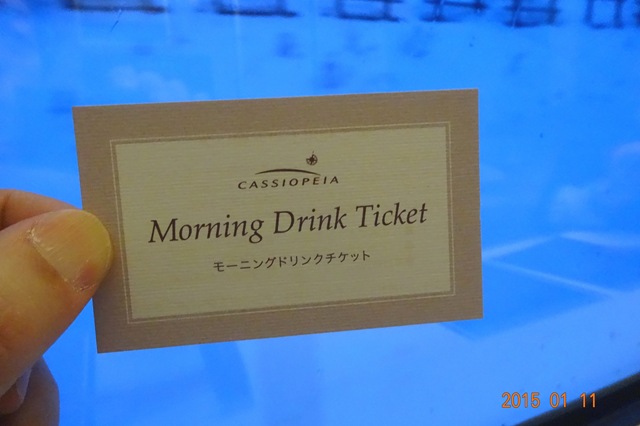 CASSIOPEIA
Morning Drink Ticket
モーニングドリンクチケット
2015 01 11